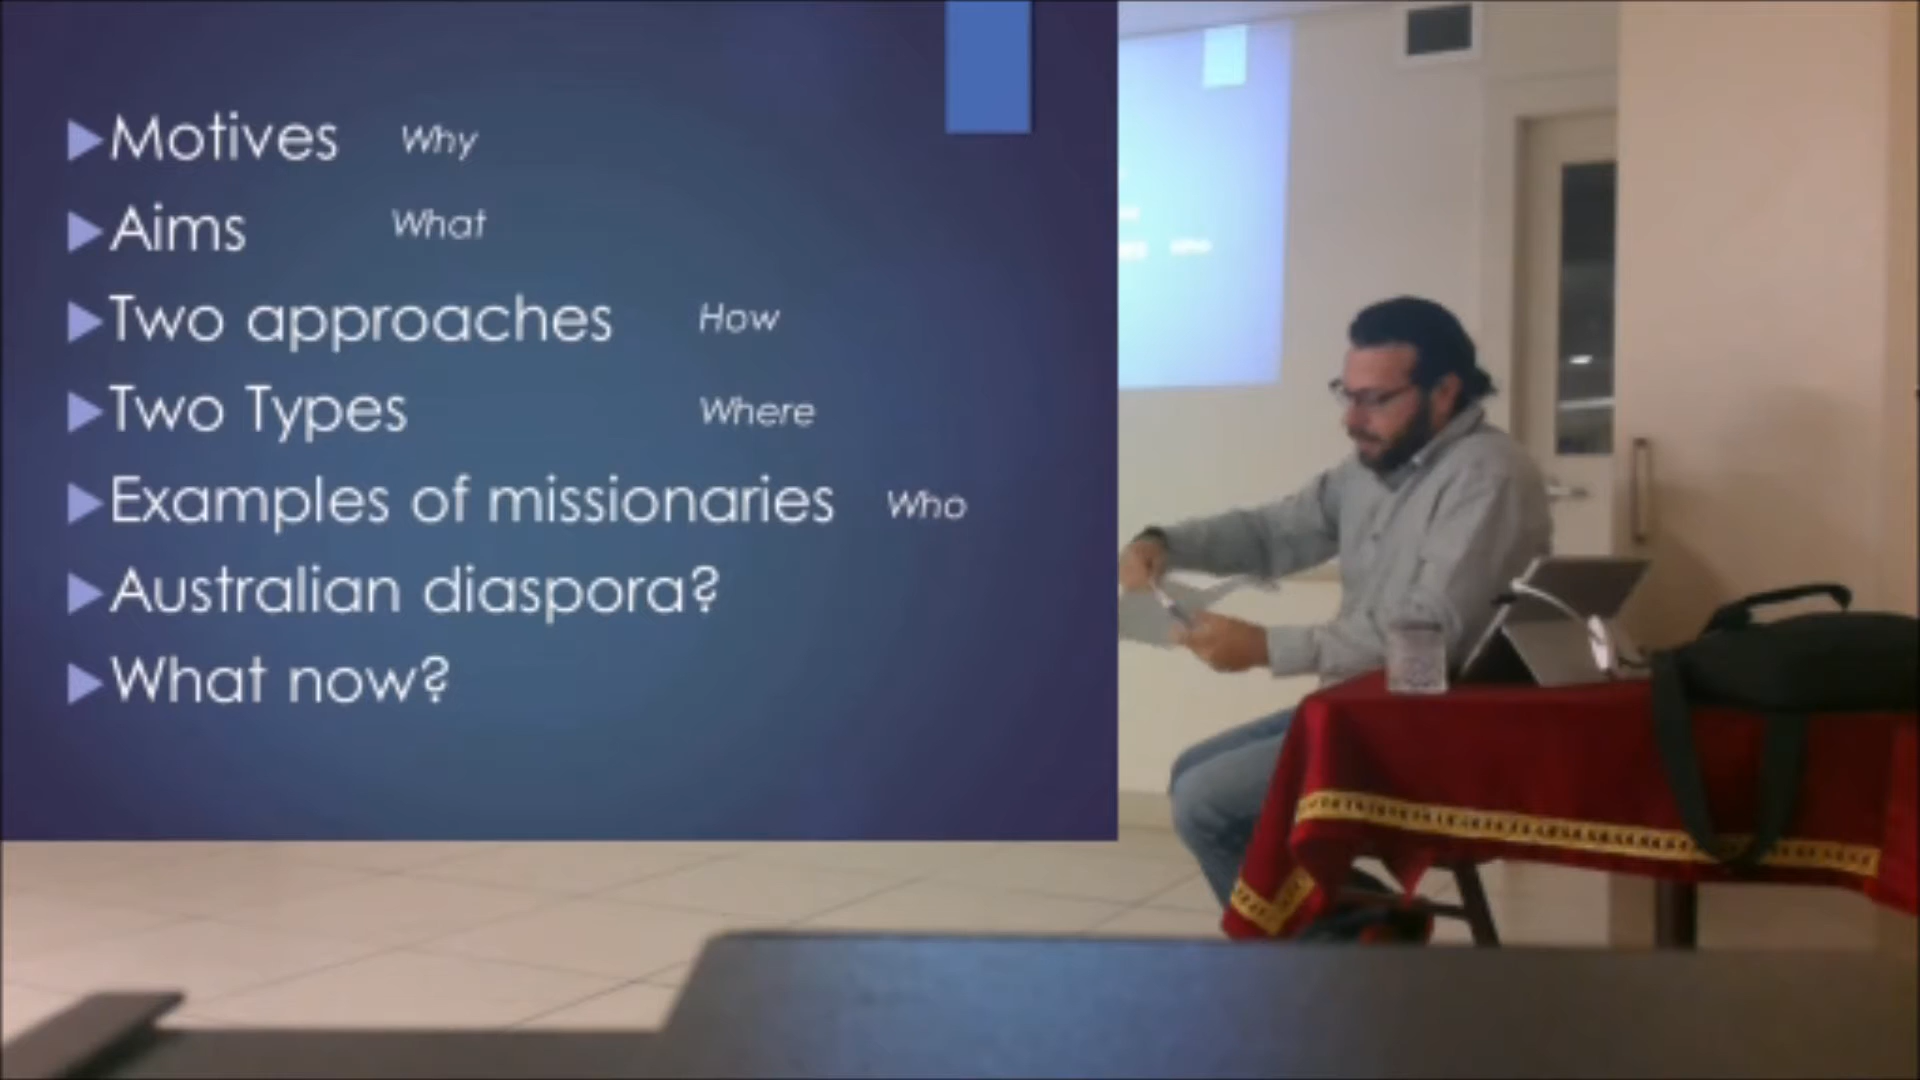 Motives Why
Aims What
Two approaches How
Two Types Where
Examples of missionaries Who
Australian diaspora?
What now?